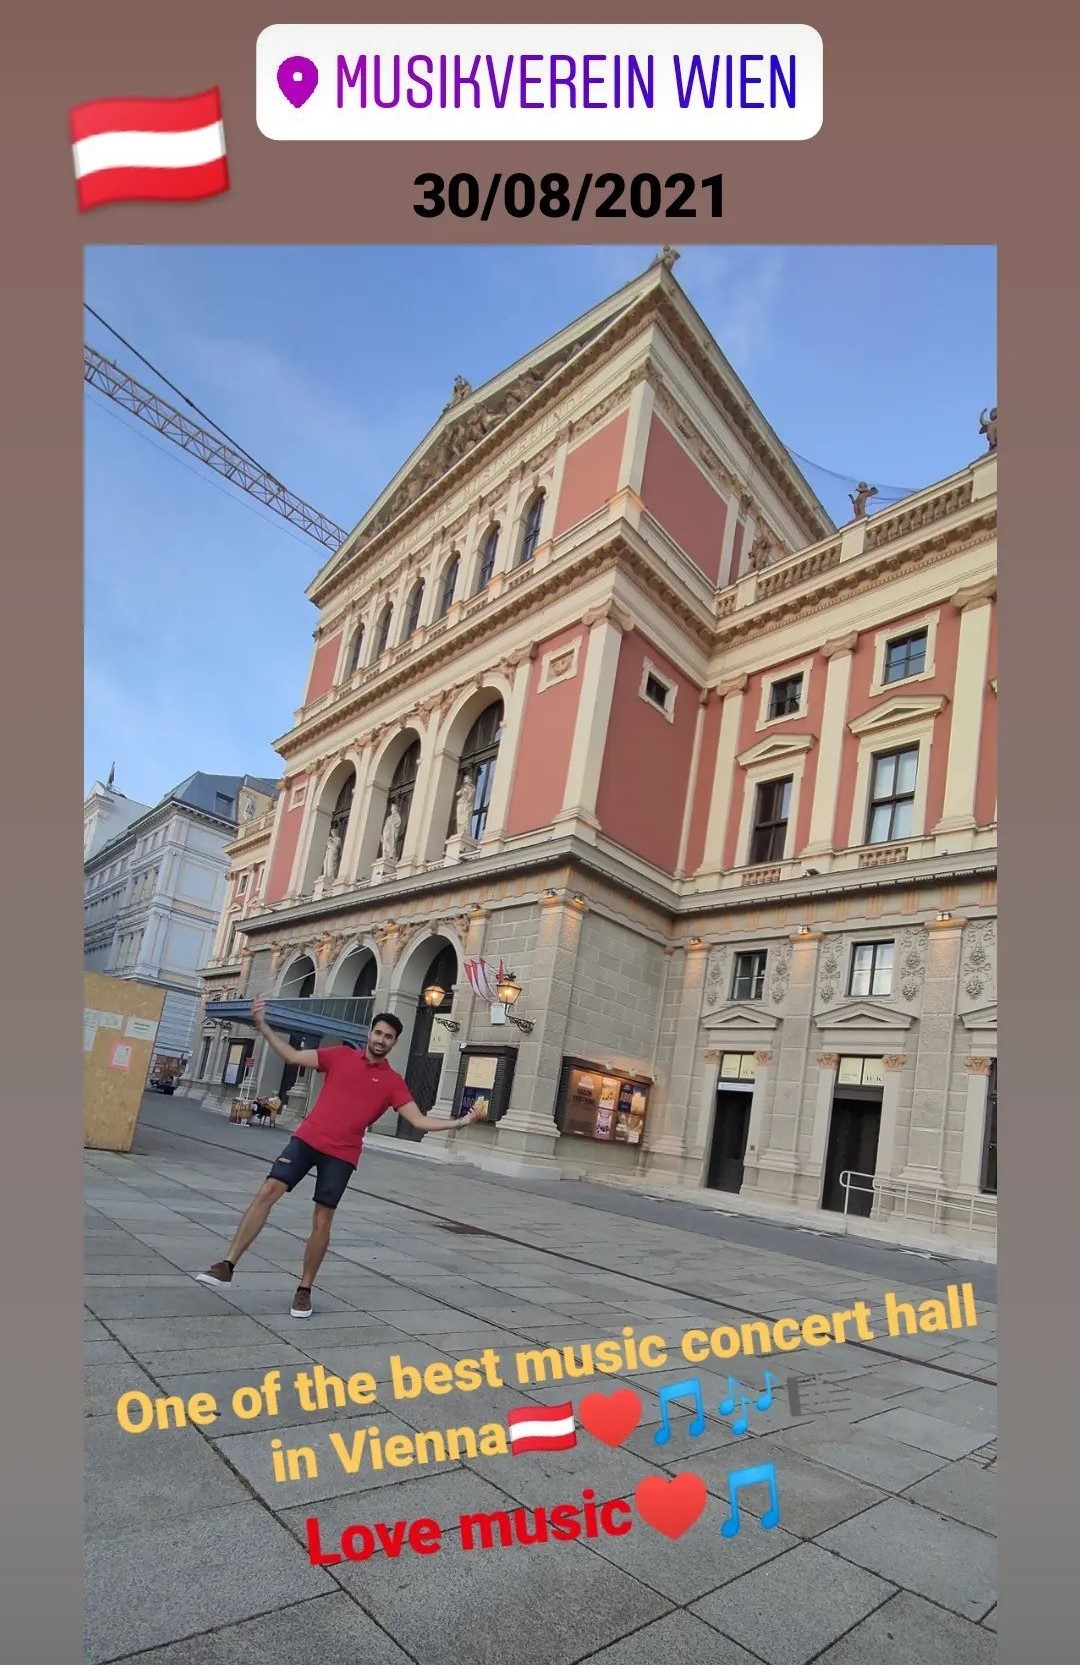 MUSIKVEREIN WIEN
30/08/2021
One of the best music concert hall
in Vienna🇦🇹♥️🎵🎶🎼
Love music♥️🎵